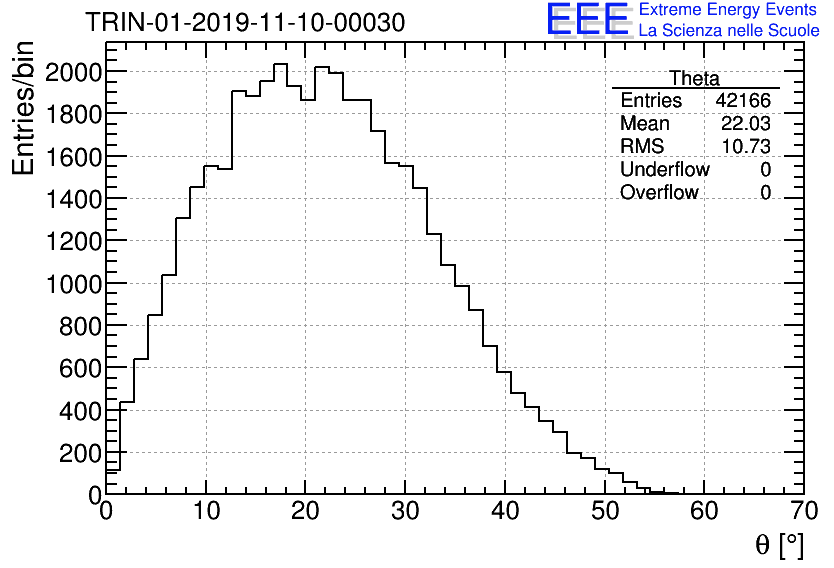 TRIN-01-2019-11-10-00030
EEE Extreme Energy Events
La Scienza nelle Scuole
Entries/bin
Theta
Entries 42166
Mean 22.03
RMS 10.73
Underflow 0
Overflow 0
2000
1800
1600
1400
1200
1000
800
600
400
200
0
0 10 20 30 40 50 60 70
θ [°]